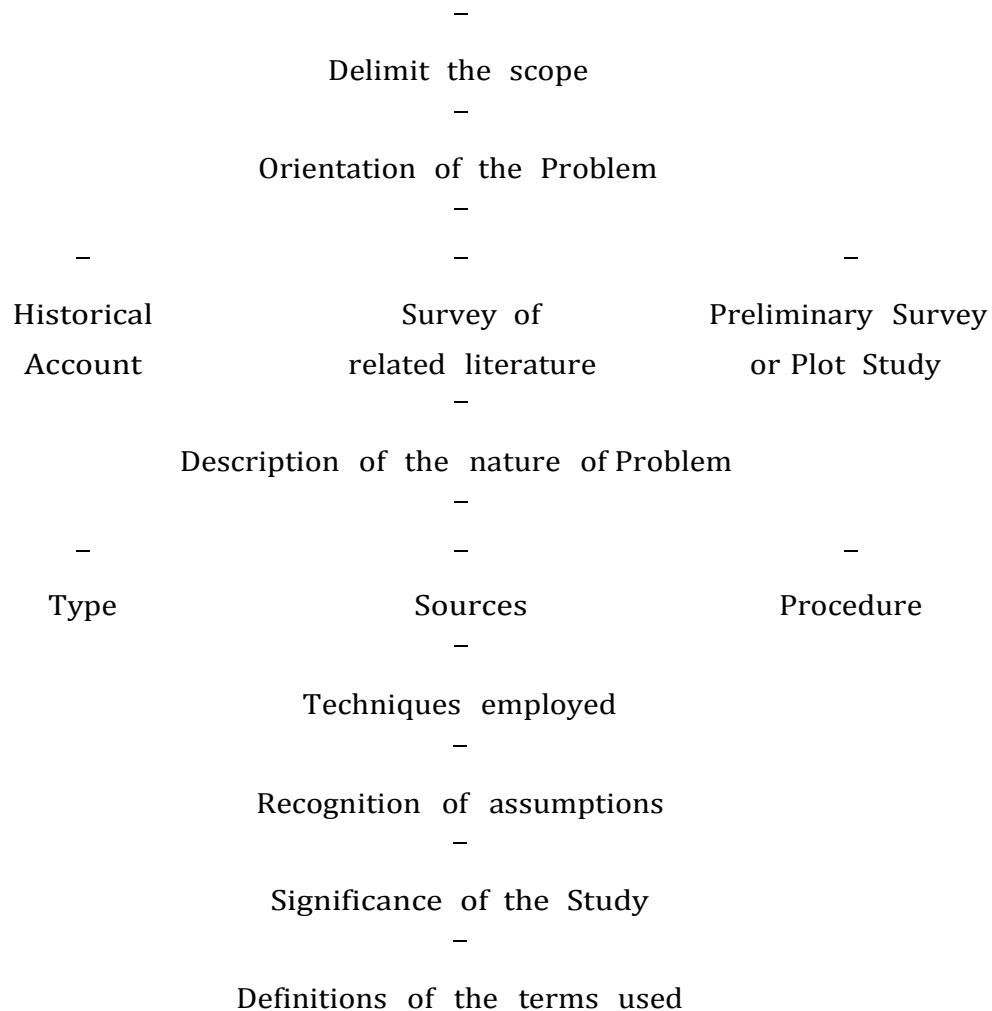 –
Delimit the scope
–
Orientation of the Problem
–
– – –
Historical Survey of Preliminary Survey
Account related literature or Plot Study
–
Description of the nature of Problem
–
– – –
Type Sources Procedure
–
Techniques employed
–
Recognition of assumptions
–
Significance of the Study
–
Definitions of the terms used